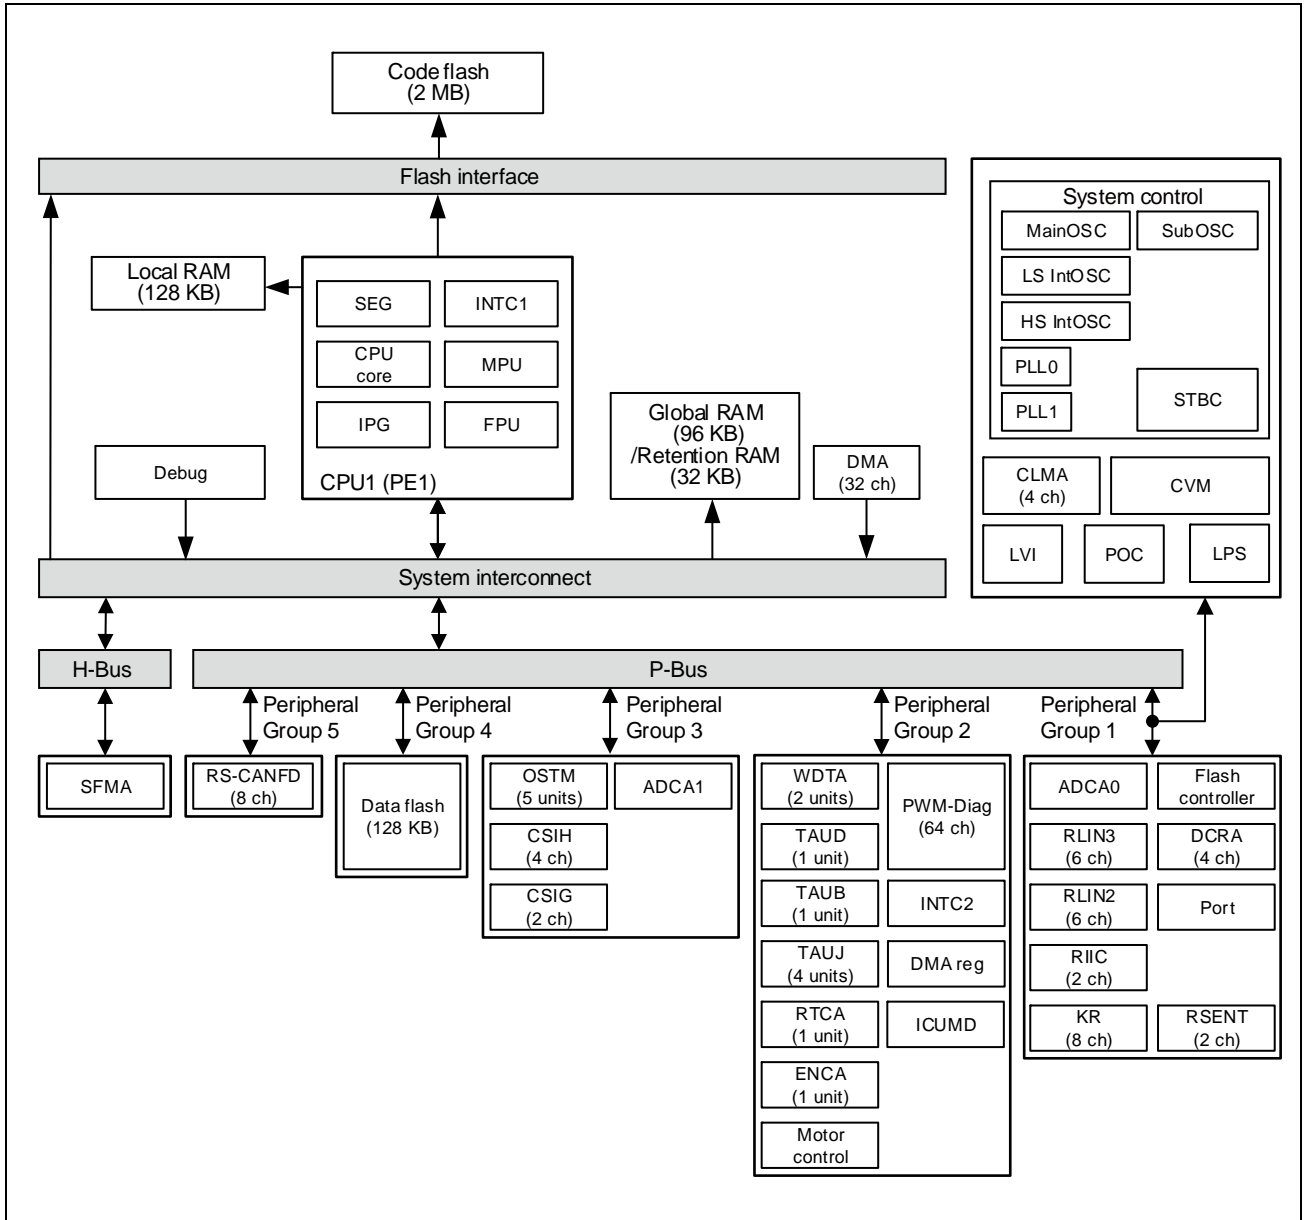 Code flash
(2 MB)
Flash interface
Local RAM
(128 KB)
SEG
INTC1
CPU
core
MPU
IPG
FPU
CPU1 (PE1)
Debug
Global RAM
(96 KB)
/Retention RAM
(32 KB)
DMA
(32 ch)
System control
MainOSC
SubOSC
LS IntOSC
HS IntOSC
PLL0
PLL1
STBC
CLMA
(4 ch)
CVM
LVI
POC
LPS
System interconnect
H-Bus
P-Bus
Peripheral
Group 5
Peripheral
Group 4
Peripheral
Group 3
Peripheral
Group 2
Peripheral
Group 1
SFMA
RS-CANFD
(8 ch)
Data flash
(128 KB)
OSTM
(5 units)
ADCA1
CSIH
(4 ch)
CSIG
(2 ch)
WDTA
(2 units)
PWM-Diag
(64 ch)
TAUD
(1 unit)
TAUB
(1 unit)
INTC2
TAUJ
(4 units)
DMA reg
RTCA
(1 unit)
ICUMD
ENCA
(1 unit)
Motor
control
ADCA0
Flash
controller
RLIN3
(6 ch)
DCRA
(4 ch)
RLIN2
(6 ch)
Port
RIIC
(2 ch)
KR
(8 ch)
RSENT
(2 ch)